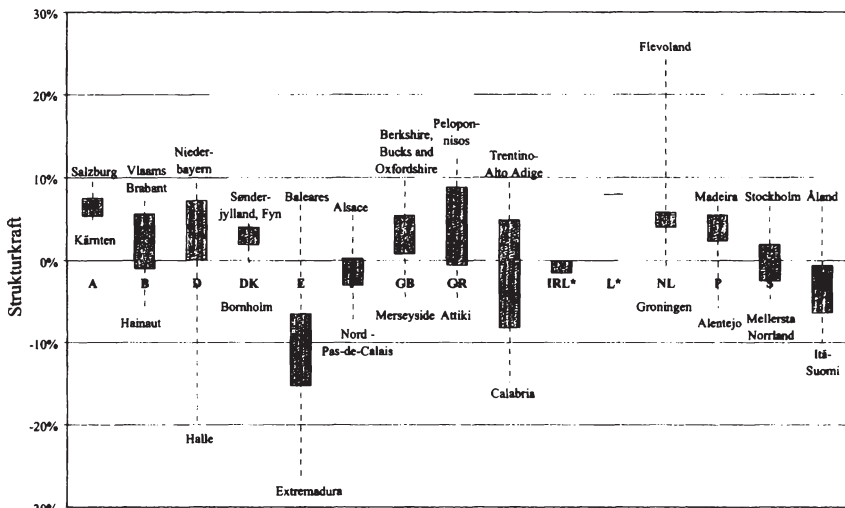 30%
Flevoland
20%
Berkshire,
Bucks and
Oxfordshire
Pelopon-
nisos
Trentino-
Alto Adige
Nieder-
bayern
Salzburg
Vlaams
Brabant
10%
Sønder-
jylland, Fyn
Baleares
Alsace
Madeira
Stockholm
Åland
Kärnten
0%
A
B
D
DK
E
GB
GR
IRL*
L*
NL
P
S
Strukturkraft
Hainaut
Bornholm
Nord -
Pas-de-Calais
Merseyside
Attiki
Groningen
Alentejo
Mellersta
Norrland
-10%
Itä-
Suomi
Calabria
-20%
Halle
Extremadura